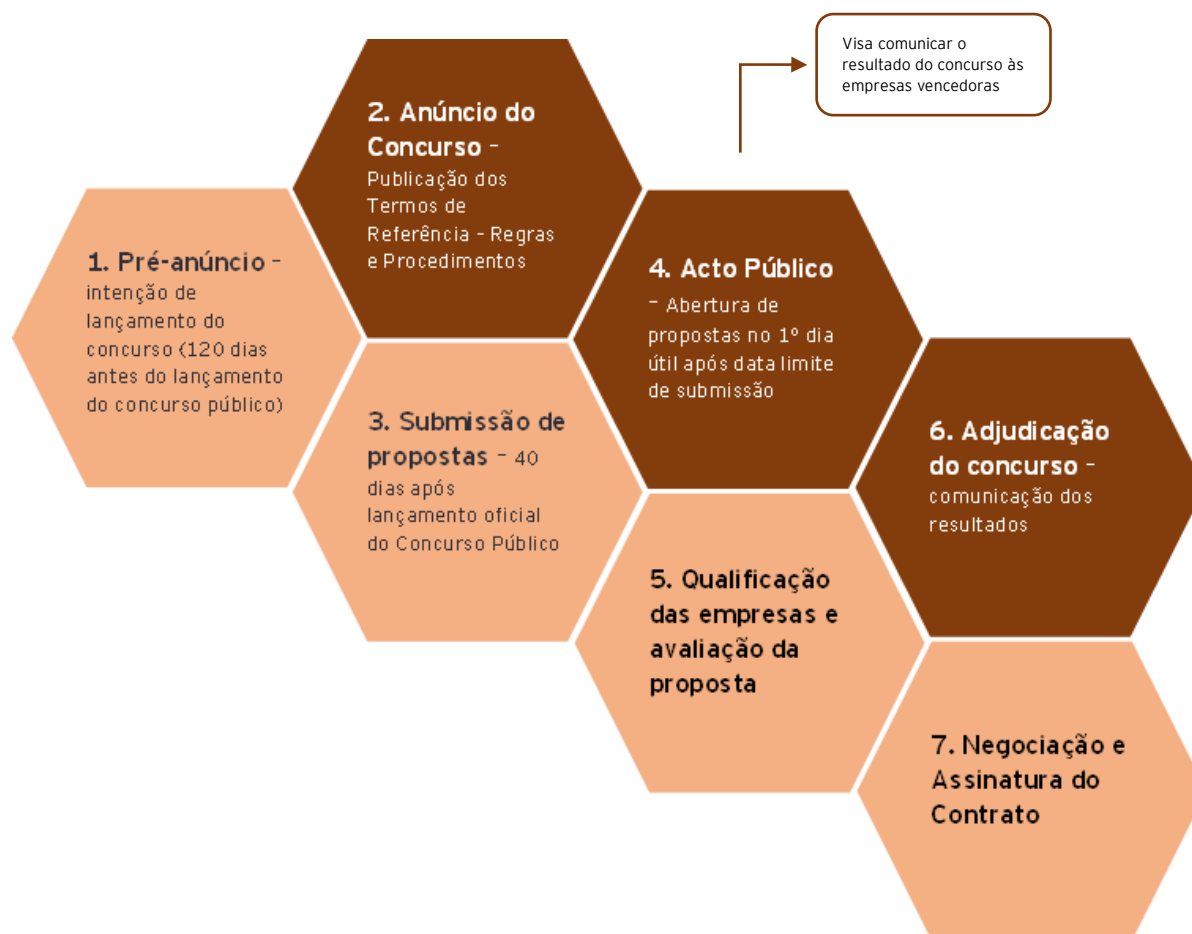 Visa comunicar o
resultado do concurso às
empresas vencedoras
1. Pré-anúncio –
intenção de
lançamento do
concurso (120 dias
antes do lançamento
do concurso público)
2. Anúncio do
Concurso –
Publicação dos
Termos de
Referência – Regras
e Procedimentos
3. Submissão de
propostas – 40
dias após
lançamento oficial
do Concurso Público
4. Acto Público
– Abertura de
propostas no 1º dia
útil após data limite
de submissão
5. Qualificação
das empresas e
avaliação da
proposta
6. Adjudicação
do concurso –
comunicação dos
resultados
7. Negociação e
Assinatura do
Contrato